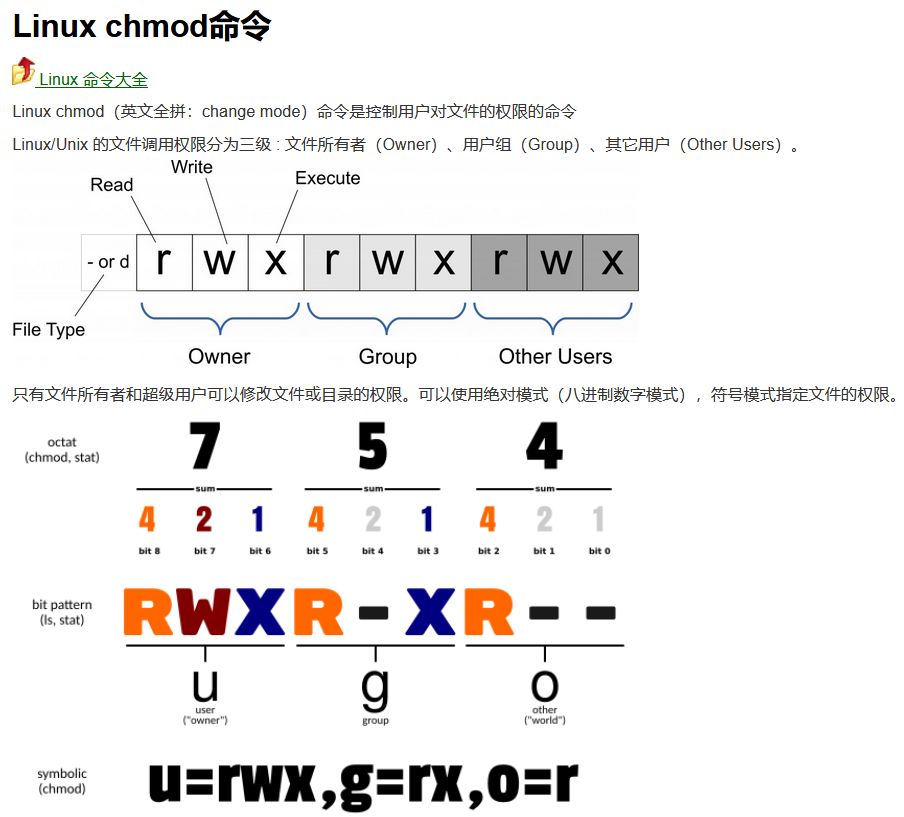 Linux chmod命令
Linux 命令大全
Linux chmod（英文全拼：change mode）命令是控制用户对文件的权限的命令
Linux/Unix 的文件调用权限分为三级 : 文件所有者（Owner）、用户组（Group）、其它用户（Other Users）。
Write
Read
Execute
- or d r w x r w x r w x
File Type
Owner Group Other Users
只有文件所有者和超级用户可以修改文件或目录的权限。可以使用绝对模式（八进制数字模式），符号模式指定文件的权限。
octat
(chmod, stat)
7 5 4
sum sum sum
4 2 1 4 2 1 4 2 1
bit 8 bit 7 bit 6 bit 5 bit 4 bit 3 bit 2 bit 1 bit 0
bit pattern
(ls, stat)
RWX R-X R--
u g o
user group other
("owner") ("world")
symbolic
(chmod)
u=rwx,g=rx,o=r